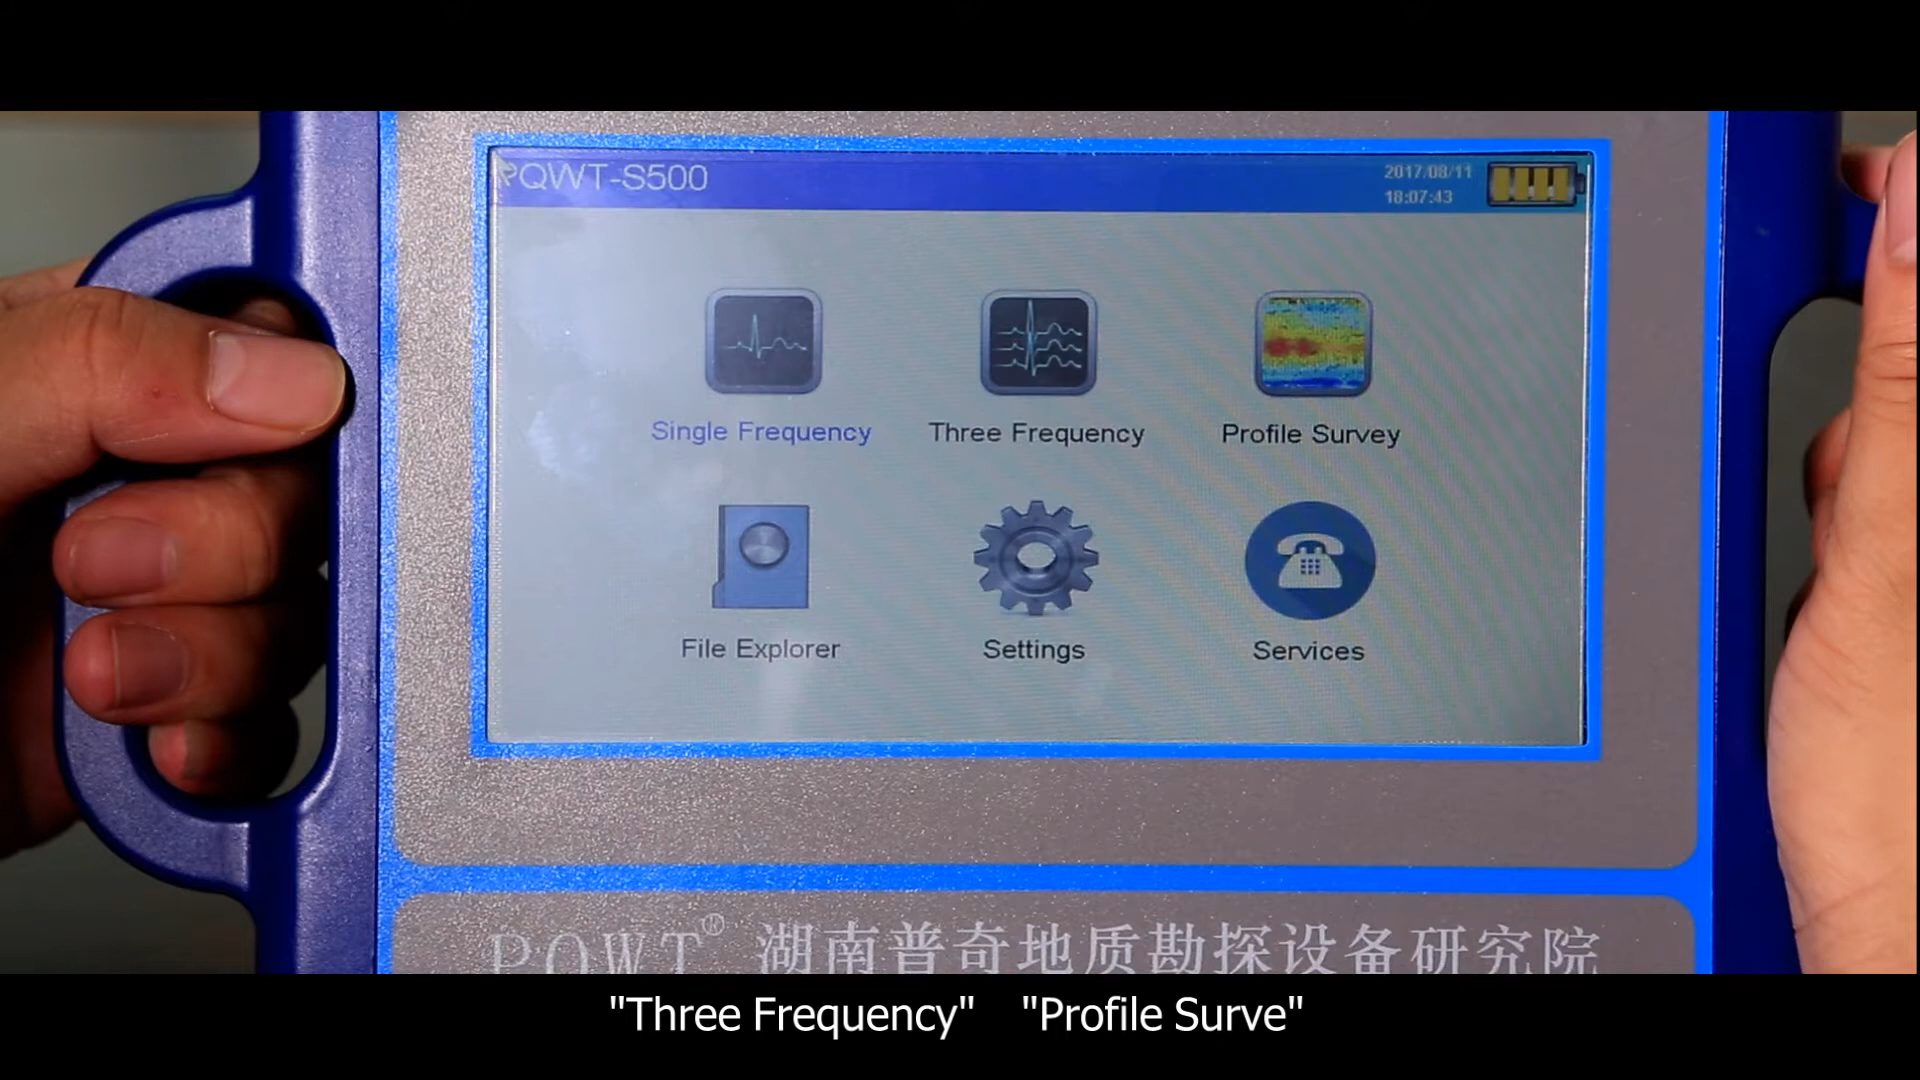 PQWT-S500
2017/08/11
18:07:43
Single Frequency
Three Frequency
Profile Survey
File Explorer
Settings
Services
PQWT® 湖南普奇地质勘探设备研究院
"Three Frequency" "Profile Surve"